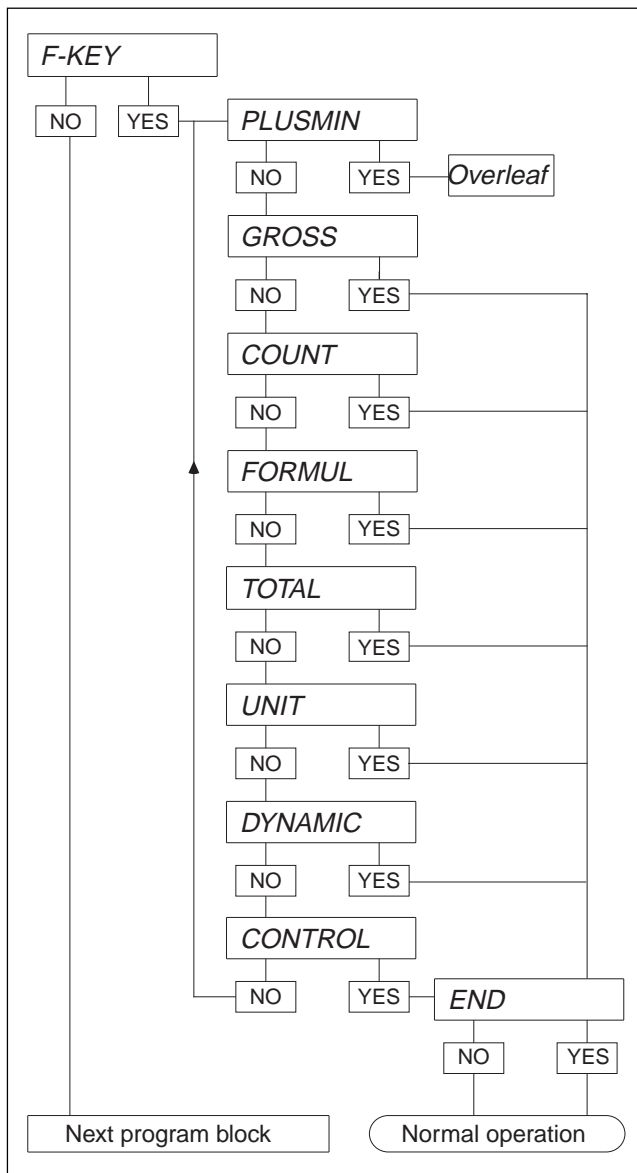 F-KEY
NO YES PLUSMIN
NO YES Overleaf
GROSS
NO YES
COUNT
NO YES
FORMUL
NO YES
TOTAL
NO YES
UNIT
NO YES
DYNAMIC
NO YES
CONTROL
NO YES END
NO YES
Next program block Normal operation